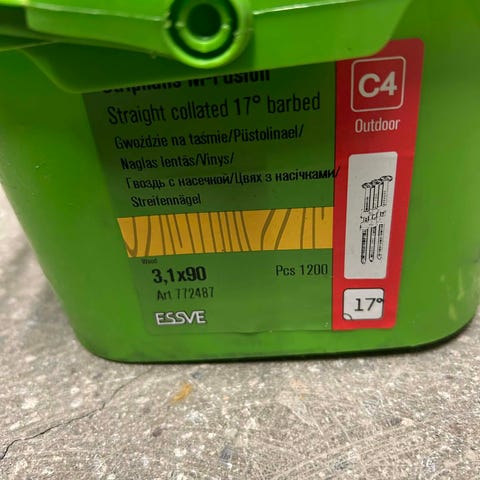 Straight collated 17° barbed
Gwoździe na taśmie/Püstolinael/
Naglas lentās/Vinys/
Гвоздь с насечкой/Цвях з насічками/
Streifennägel
Wood
3,1x90
Pcs 1200
Art 772487
ESSVE
C4
Outdoor
17°